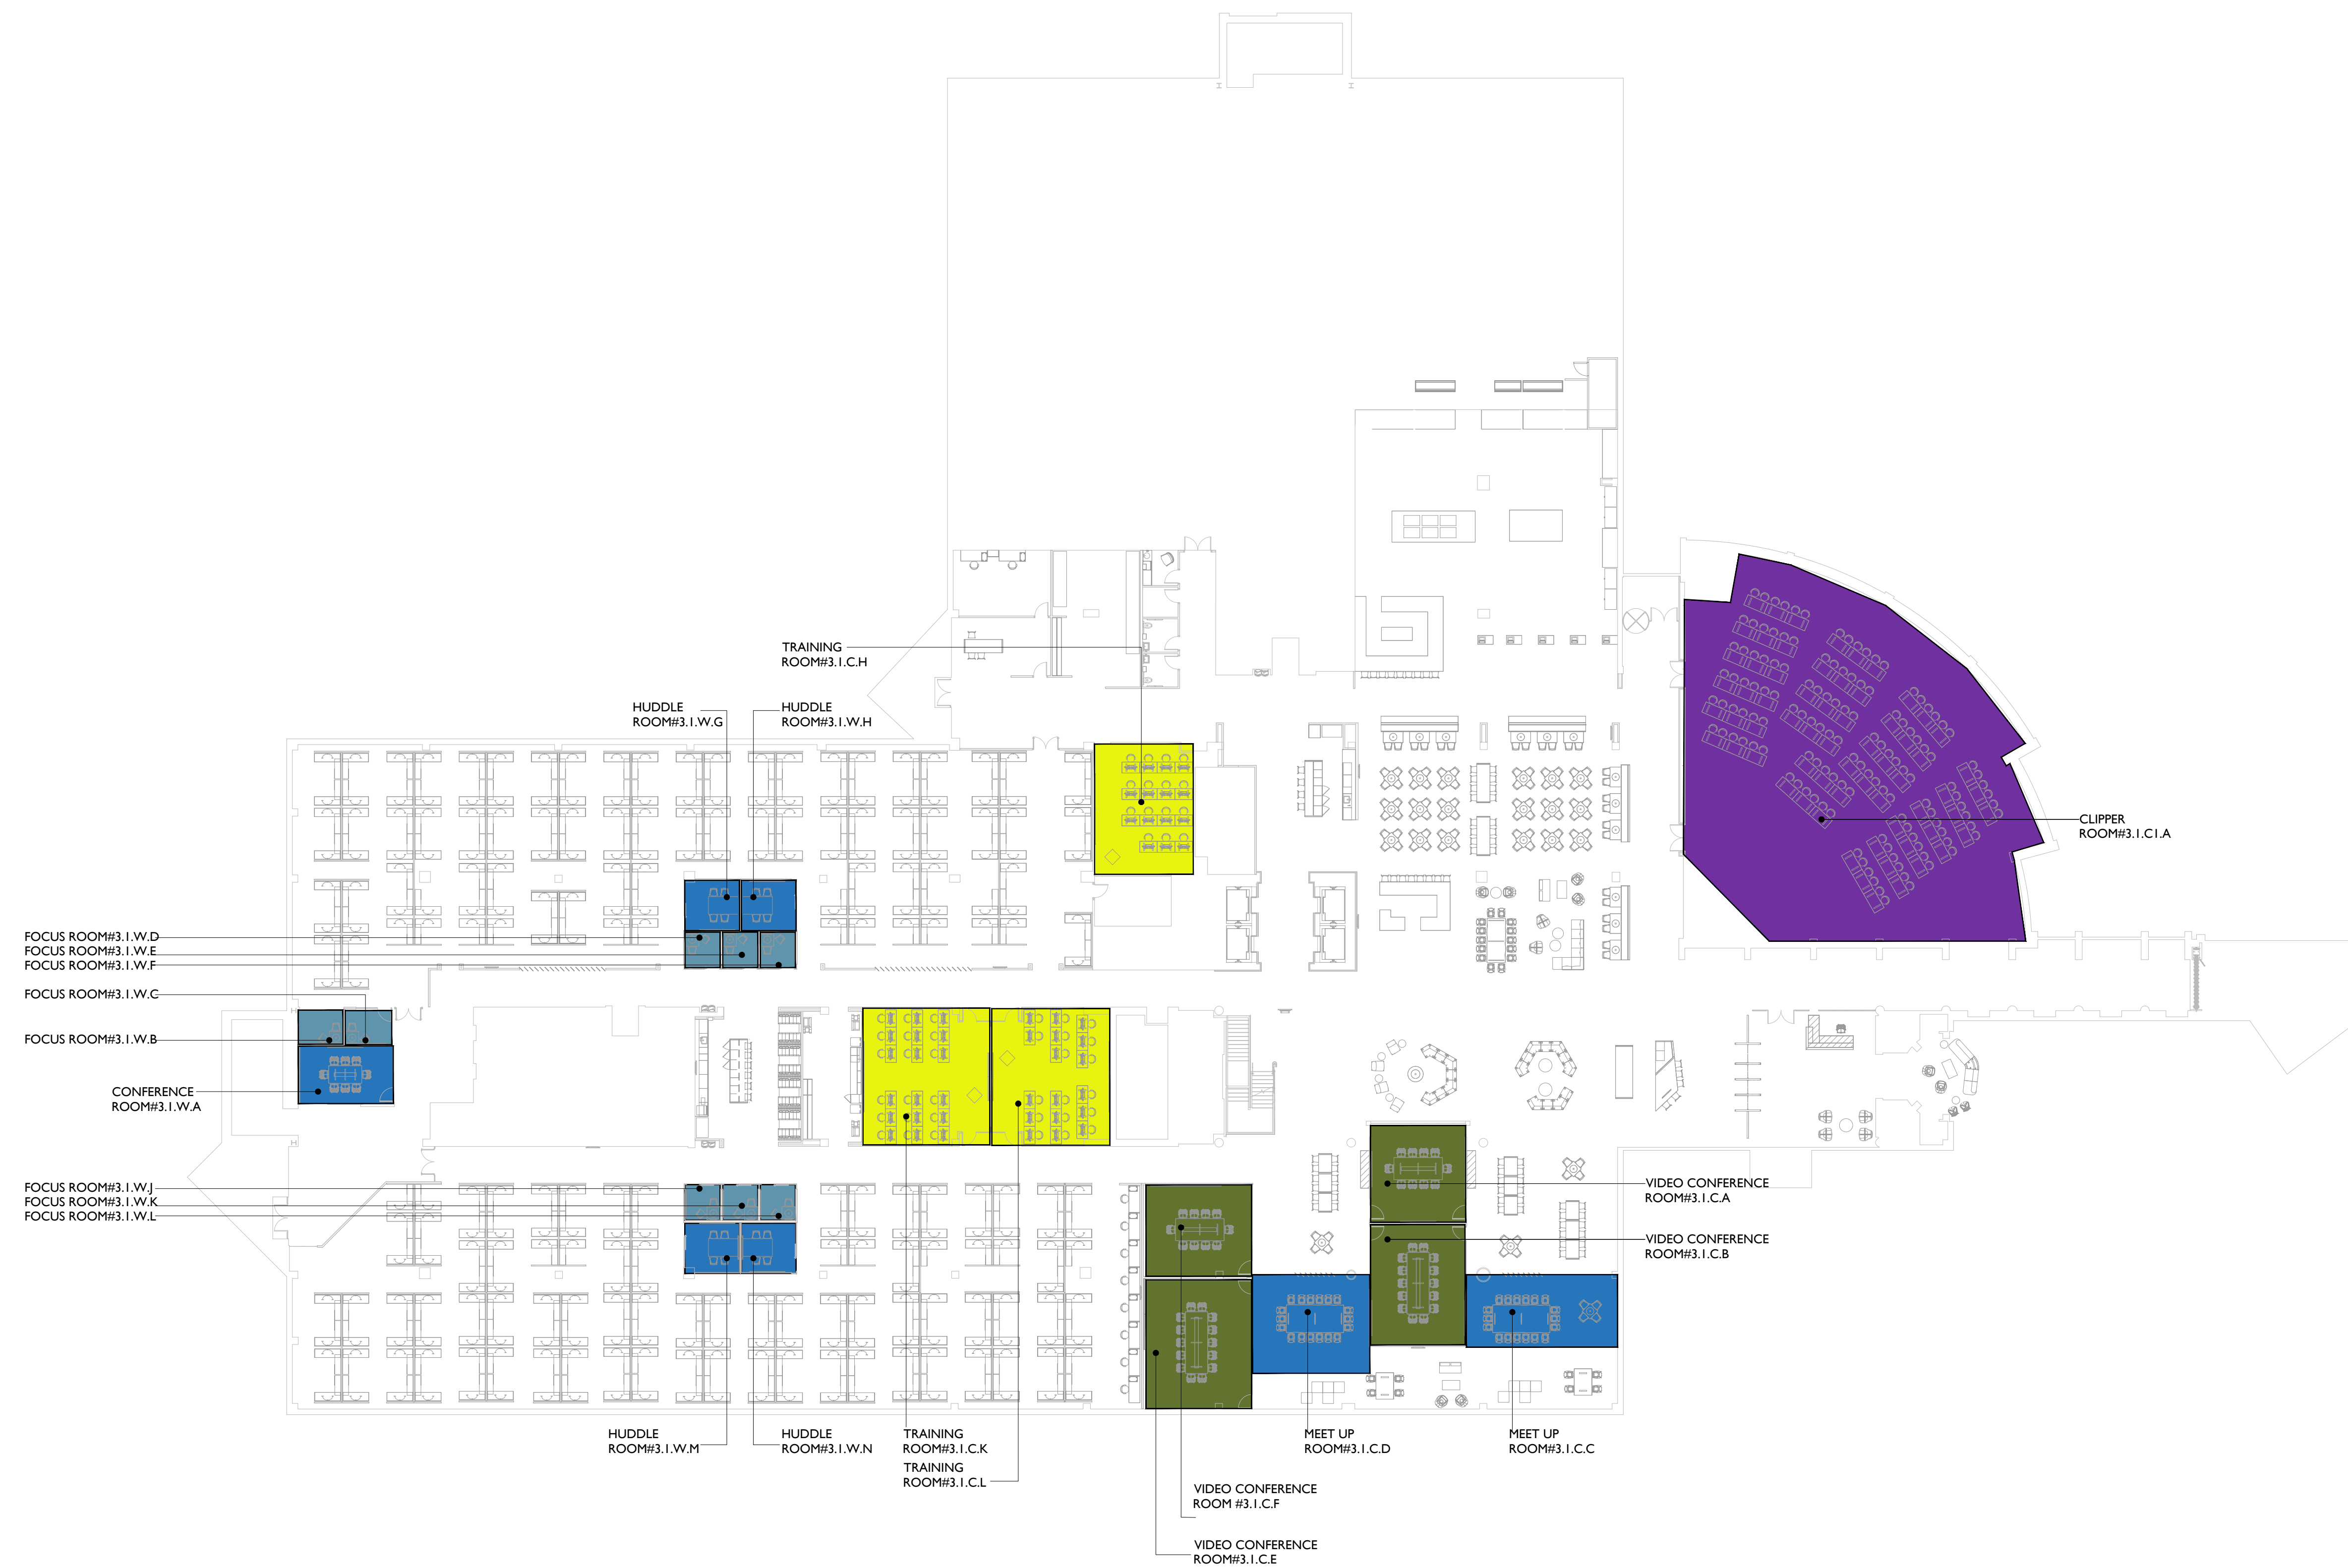 TRAINING
ROOM#3.1.C.H
HUDDLE
ROOM#3.1.W.G
HUDDLE
ROOM#3.1.W.H
CLIPPER
ROOM#3.1.C1.A
FOCUS ROOM#3.1.W.D
FOCUS ROOM#3.1.W.E
FOCUS ROOM#3.1.W.F
FOCUS ROOM#3.1.W.C
FOCUS ROOM#3.1.W.B
CONFERENCE
ROOM#3.1.W.A
FOCUS ROOM#3.1.W.J
FOCUS ROOM#3.1.W.K
FOCUS ROOM#3.1.W.L
VIDEO CONFERENCE
ROOM#3.1.C.A
VIDEO CONFERENCE
ROOM#3.1.C.B
HUDDLE
ROOM#3.1.W.M
HUDDLE
ROOM#3.1.W.N
TRAINING
ROOM#3.1.C.K
TRAINING
ROOM#3.1.C.L
MEET UP
ROOM#3.1.C.D
MEET UP
ROOM#3.1.C.C
VIDEO CONFERENCE
ROOM #3.1.C.F
VIDEO CONFERENCE
ROOM#3.1.C.E